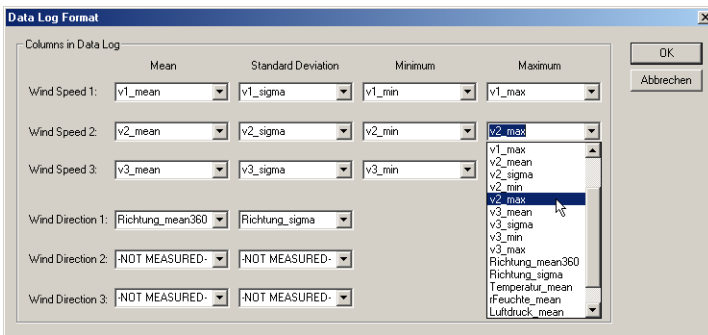 Data Log Format
Columns in Data Log
Mean Standard Deviation Minimum Maximum
OK
Abbrechen
Wind Speed 1: v1_mean v1_sigma v1_min v1_max
Wind Speed 2: v2_mean v2_sigma v2_min v2_max
Wind Speed 3: v3_mean v3_sigma v3_min
v1_max
v2_mean
v2_sigma
v2_min
v2_max
v3_mean
v3_sigma
v3_min
v3_max
Richtung_mean360
Richtung_sigma
Temperatur_mean
rFeuchte_mean
Luftdruck_mean
Wind Direction 1: Richtung_mean360 Richtung_sigma
Wind Direction 2: -NOT MEASURED- -NOT MEASURED-
Wind Direction 3: -NOT MEASURED- -NOT MEASURED-